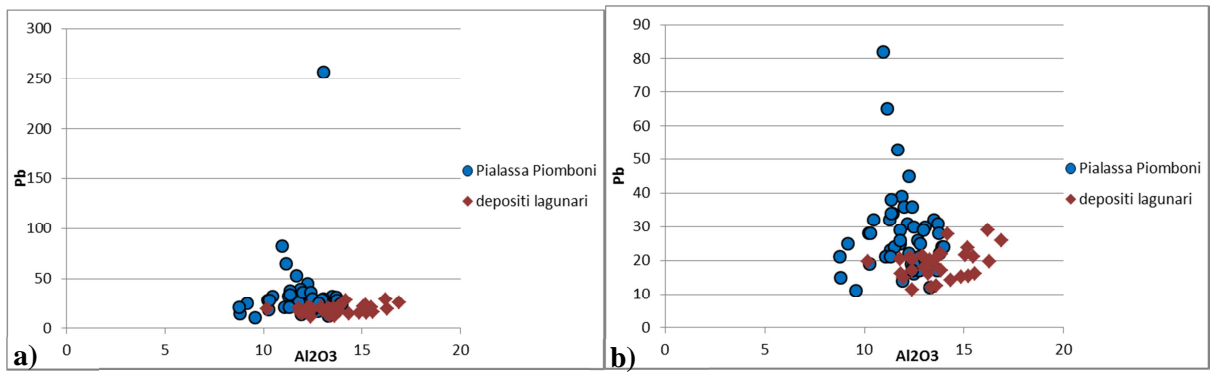 300
250
200
150
100
50
0
Pb
0 5 10 15 20
Al2O3
Pialassa Piomboni
depositi lagunari
a)
90
80
70
60
50
40
30
20
10
0
Pb
0 5 10 15 20
Al2O3
Pialassa Piomboni
depositi lagunari
b)